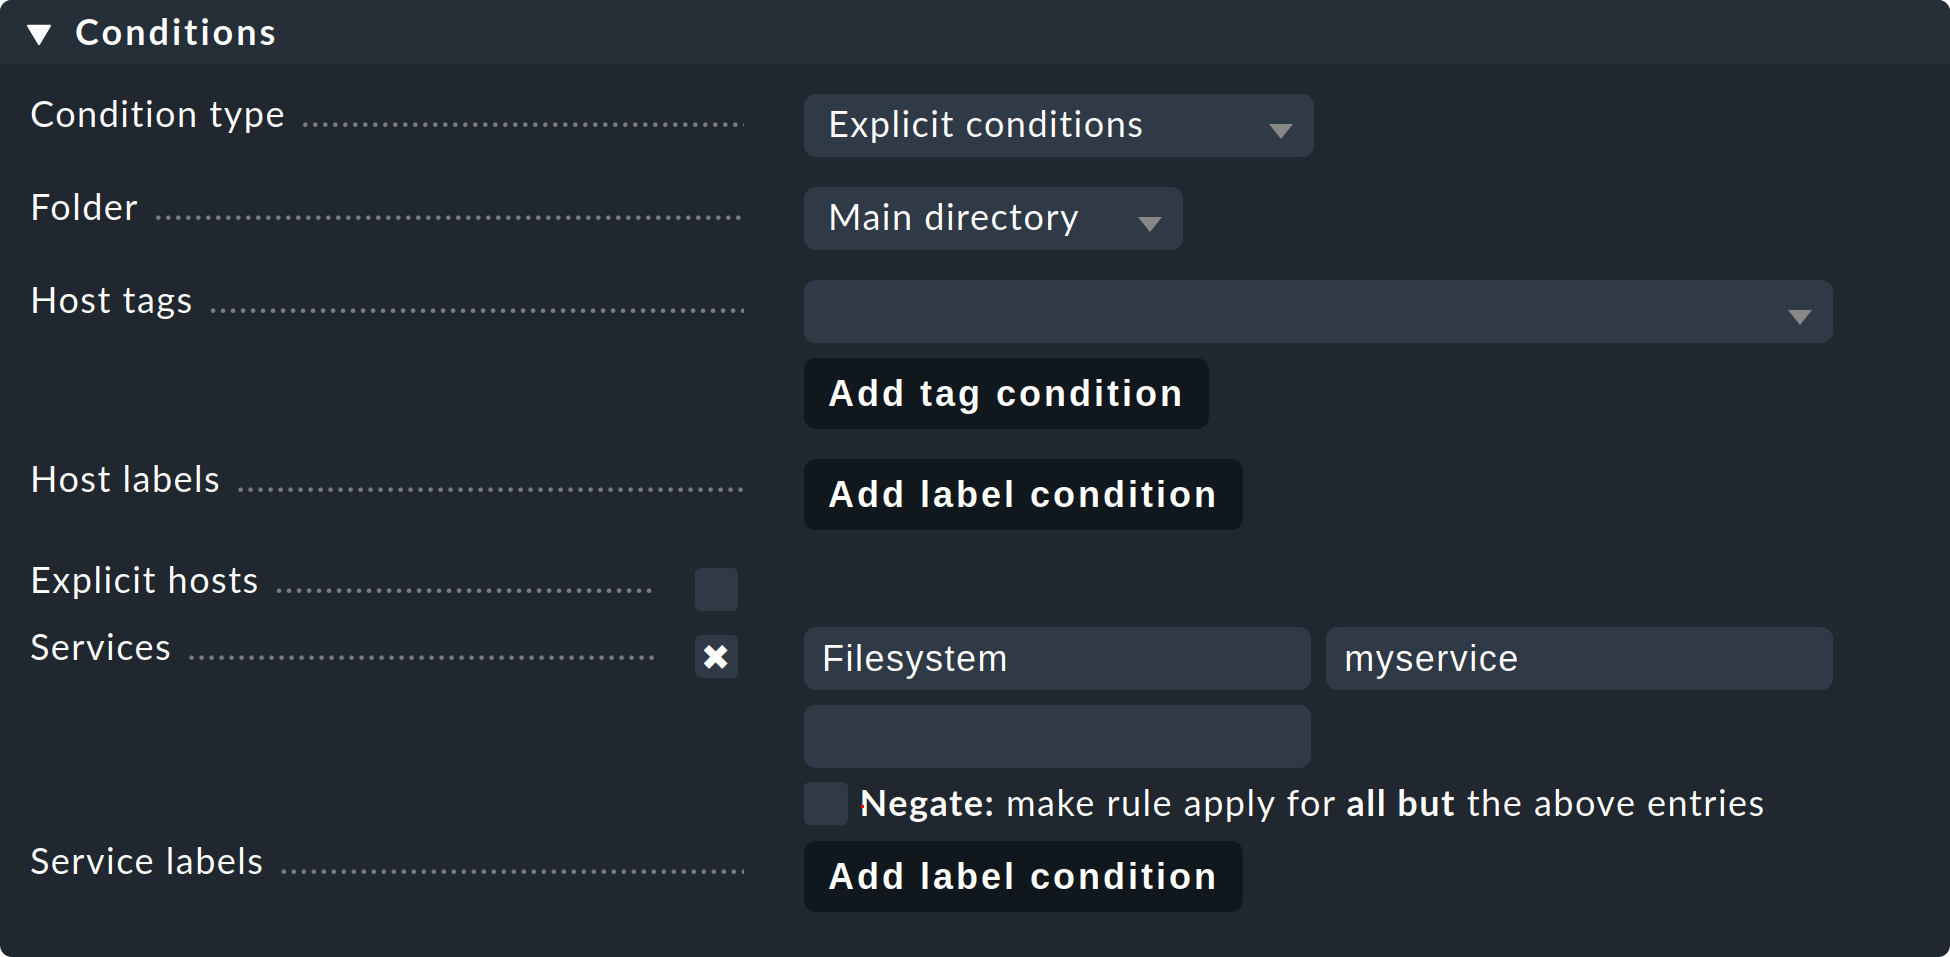 Conditions
Condition type Explicit conditions
Folder Main directory
Host tags
Add tag condition
Host labels Add label condition
Explicit hosts
Services Filesystem myservice
Negate: make rule apply for all but the above entries
Service labels Add label condition